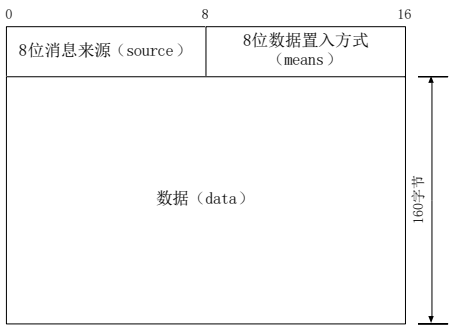 0 8 16
8位消息来源（source）
8位数据置入方式
（means）
数据（data）
160字节